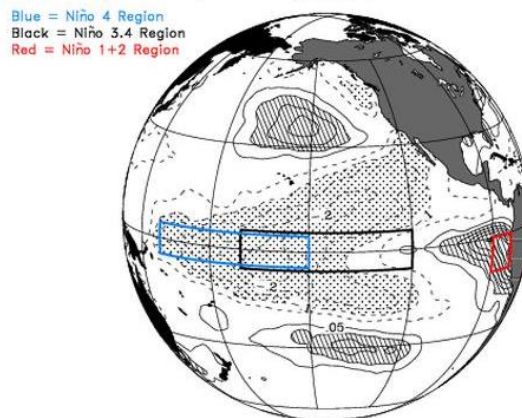 Blue = Niño 4 Region
Black = Niño 3.4 Region
Red = Niño 1+2 Region
.2
.2
.05